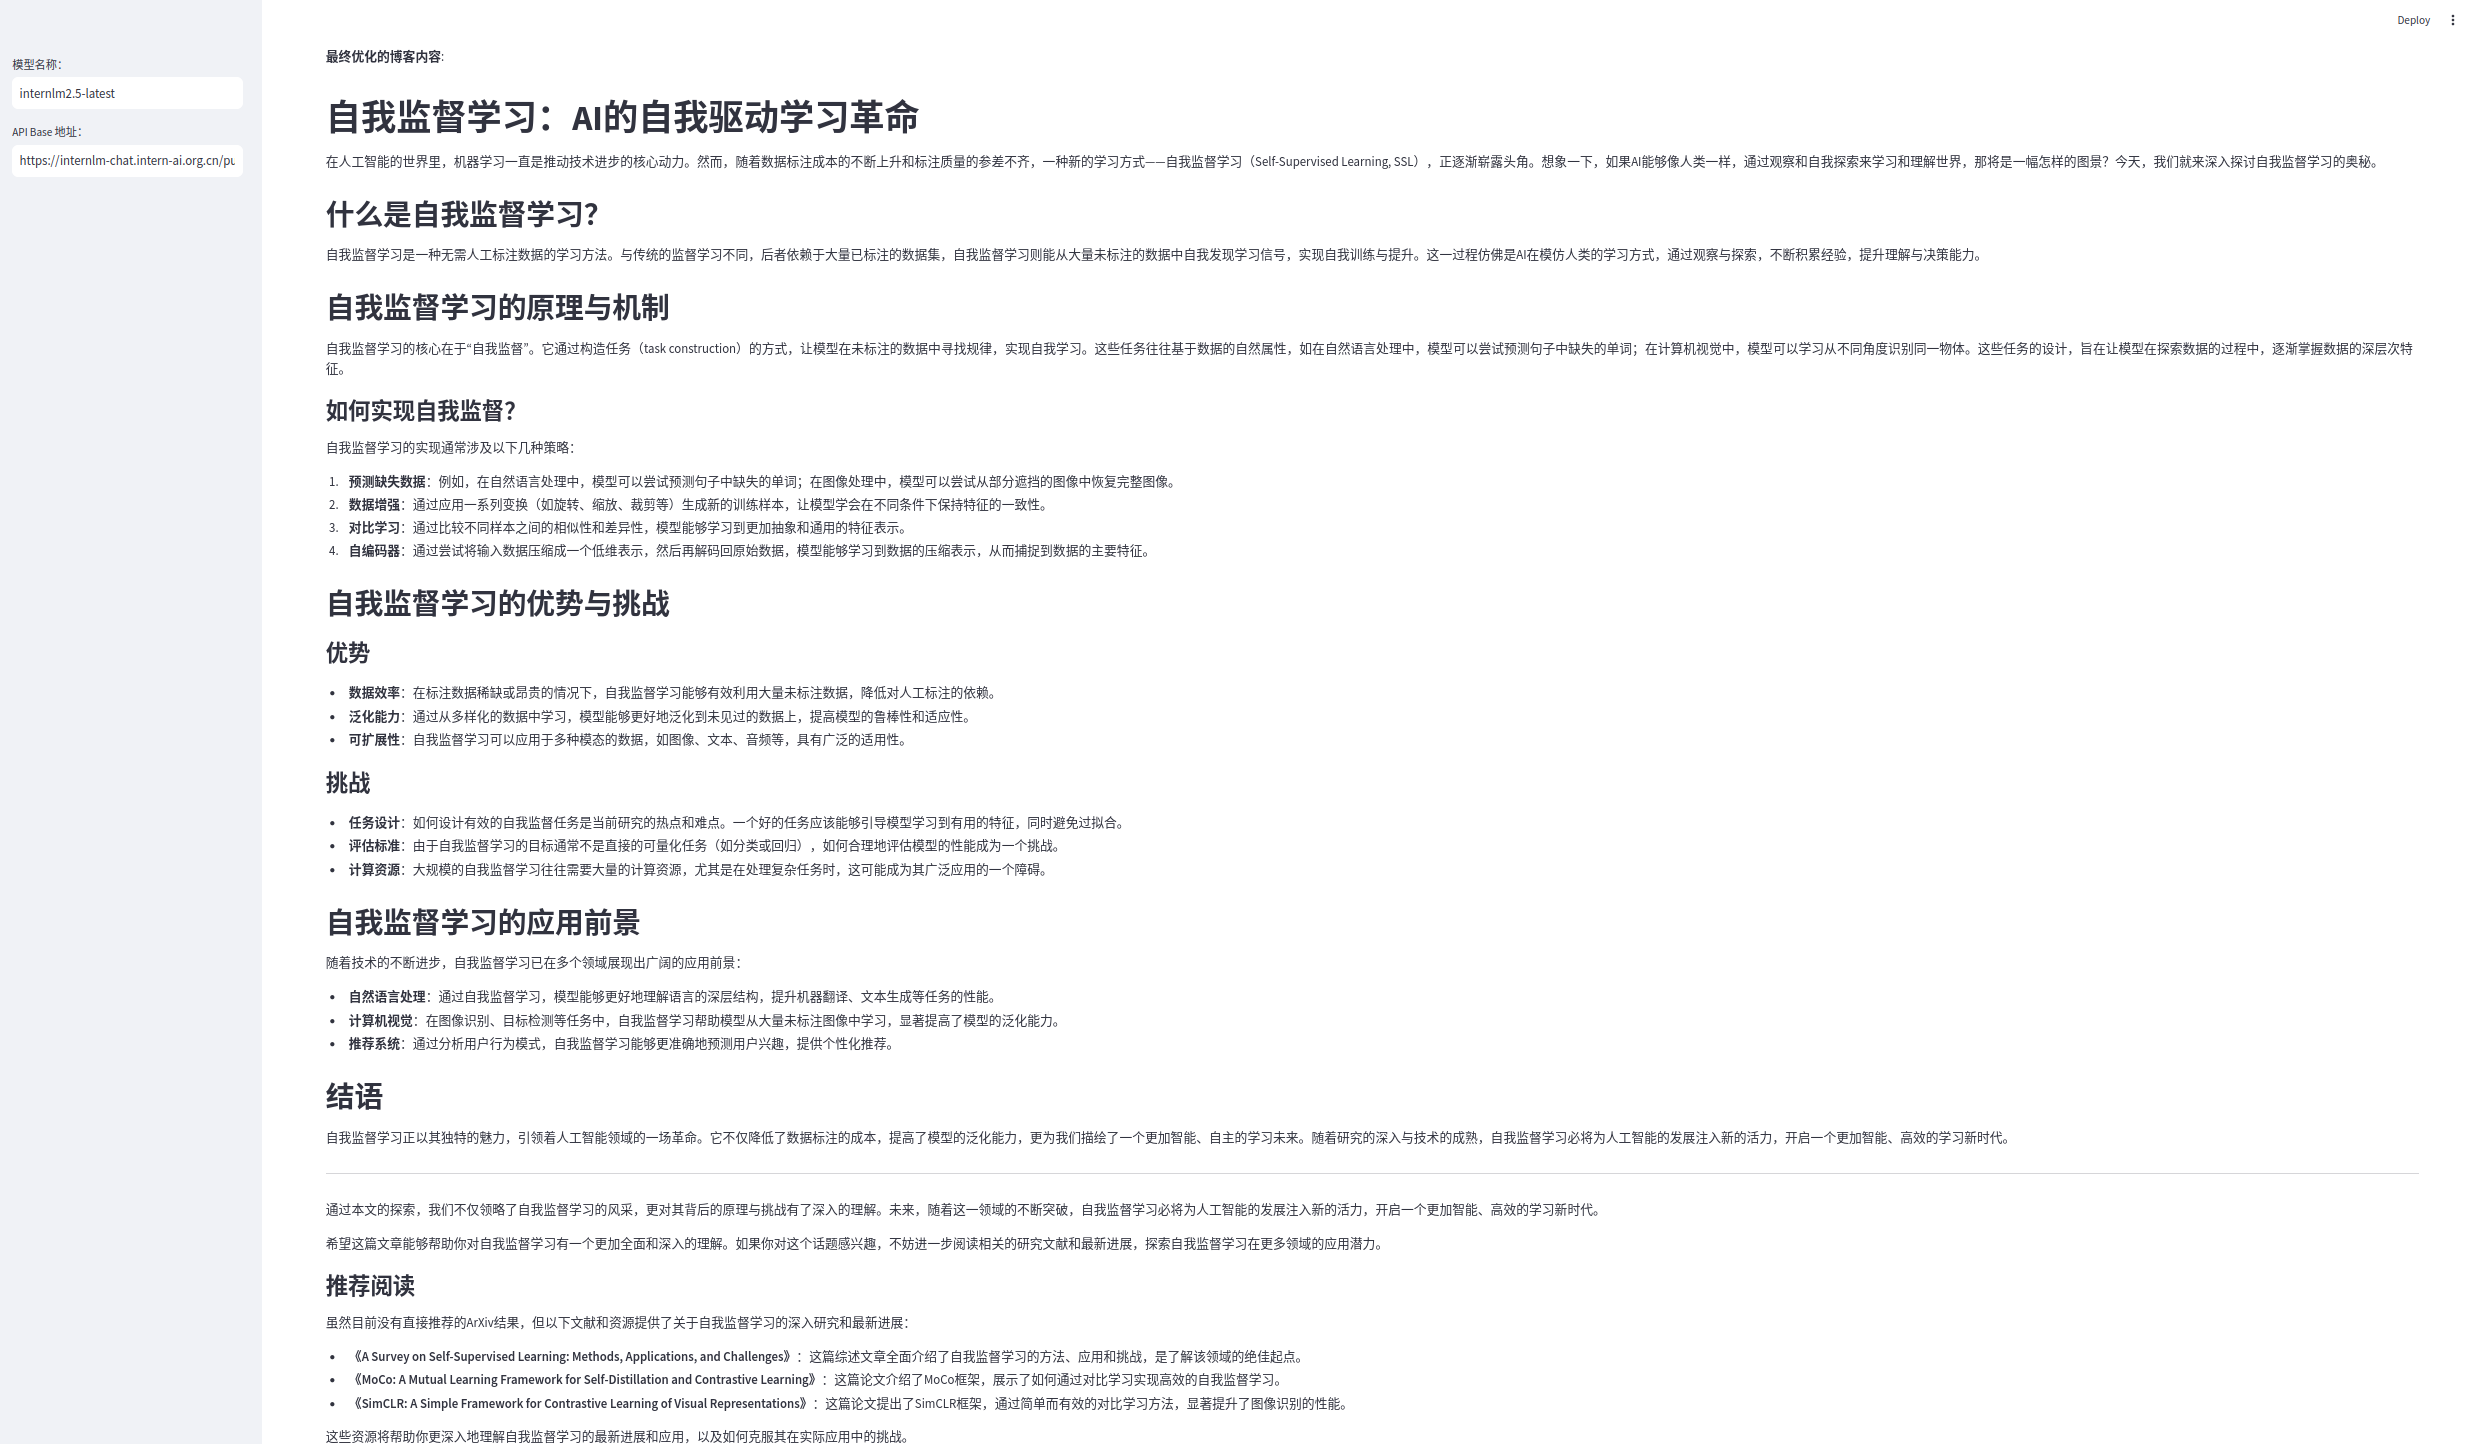 Deploy
模型名称：
internlm2.5-latest
API Base 地址：
https://internlm-chat.intern-ai.org.cn/pu
最终优化的博客内容:
自我监督学习：AI的自我驱动学习革命
在人工智能的世界里，机器学习一直是推动技术进步的核心动力。然而，随着数据标注成本的不断上升和标注质量的参差不齐，一种新的学习方式——自我监督学习（Self-Supervised Learning, SSL），正逐渐崭露头角。想象一下，如果AI能够像人类一样，通过观察和自我探索来学习和理解世界，那将是一幅怎样的图景？今天，我们就来深入探讨自我监督学习的奥秘。
什么是自我监督学习？
自我监督学习是一种无需人工标注数据的学习方法。与传统的监督学习不同，后者依赖于大量已标注的数据集，自我监督学习则能从大量未标注的数据中自我发现学习信号，实现自我训练与提升。这一过程仿佛是AI在模仿人类的学习方式，通过观察与探索，不断积累经验，提升理解与决策能力。
自我监督学习的原理与机制
自我监督学习的核心在于“自我监督”。它通过构造任务（task construction）的方式，让模型在未标注的数据中寻找规律，实现自我学习。这些任务往往基于数据的自然属性，如在自然语言处理中，模型可以尝试预测句子中缺失的单词；在计算机视觉中，模型可以学习从不同角度识别同一物体。这些任务的设计，旨在让模型在探索数据的过程中，逐渐掌握数据的深层次特
征。
如何实现自我监督？
自我监督学习的实现通常涉及以下几种策略：
1. 预测缺失数据：例如，在自然语言处理中，模型可以尝试预测句子中缺失的单词；在图像处理中，模型可以尝试从部分遮挡的图像中恢复完整图像。
2. 数据增强：通过应用一系列变换（如旋转、缩放、裁剪等）生成新的训练样本，让模型学会在不同条件下保持特征的一致性。
3. 对比学习：通过比较不同样本之间的相似性和差异性，模型能够学习到更加抽象和通用的特征表示。
4. 自编码器：通过尝试将输入数据压缩成一个低维表示，然后再解码回原始数据，模型能够学习到数据的压缩表示，从而捕捉到数据的主要特征。
自我监督学习的优势与挑战
优势
• 数据效率：在标注数据稀缺或昂贵的情况下，自我监督学习能够有效利用大量未标注数据，降低对人工标注的依赖。
• 泛化能力：通过从多样化的数据中学习，模型能够更好地泛化到未见过的数据上，提高模型的鲁棒性和适应性。
• 可扩展性：自我监督学习可以应用于多种模态的数据，如图像、文本、音频等，具有广泛的适用性。
挑战
• 任务设计：如何设计有效的自我监督任务是当前研究的热点和难点。一个好的任务应该能够引导模型学习到有用的特征，同时避免过拟合。
• 评估标准：由于自我监督学习的目标通常不是直接的可量化任务（如分类或回归），如何合理地评估模型的性能成为一个挑战。
• 计算资源：大规模的自我监督学习往往需要大量的计算资源，尤其是在处理复杂任务时，这可能成为其广泛应用的一个障碍。
自我监督学习的应用前景
随着技术的不断进步，自我监督学习已在多个领域展现出广阔的应用前景：
• 自然语言处理：通过自我监督学习，模型能够更好地理解语言的深层结构，提升机器翻译、文本生成等任务的性能。
• 计算机视觉：在图像识别、目标检测等任务中，自我监督学习帮助模型从大量未标注图像中学习，显著提高了模型的泛化能力。
• 推荐系统：通过分析用户行为模式，自我监督学习能够更准确地预测用户兴趣，提供个性化推荐。
结语
自我监督学习正以其独特的魅力，引领着人工智能领域的一场革命。它不仅降低了数据标注的成本，提高了模型的泛化能力，更为我们描绘了一个更加智能、自主的学习未来。随着研究的深入与技术的成熟，自我监督学习必将为人工智能的发展注入新的活力，开启一个更加智能、高效的学习新时代。
通过本文的探索，我们不仅领略了自我监督学习的风采，更对其背后的原理与挑战有了深入的理解。未来，随着这一领域的不断突破，自我监督学习必将为人工智能的发展注入新的活力，开启一个更加智能、高效的学习新时代。
希望这篇文章能够帮助你对自我监督学习有一个更加全面和深入的理解。如果你对这个话题感兴趣，不妨进一步阅读相关的研究文献和最新进展，探索自我监督学习在更多领域的应用潜力。
推荐阅读
虽然目前没有直接推荐的ArXiv结果，但以下文献和资源提供了关于自我监督学习的深入研究和最新进展：
• 《A Survey on Self-Supervised Learning: Methods, Applications, and Challenges》：这篇综述文章全面介绍了自我监督学习的方法、应用和挑战，是了解该领域的绝佳起点。
• 《MoCo: A Mutual Learning Framework for Self-Distillation and Contrastive Learning》：这篇论文介绍了MoCo框架，展示了如何通过对比学习实现高效的自我监督学习。
• 《SimCLR: A Simple Framework for Contrastive Learning of Visual Representations》：这篇论文提出了SimCLR框架，通过简单而有效的对比学习方法，显著提升了图像识别的性能。
这些资源将帮助你更深入地理解自我监督学习的最新进展和应用，以及如何克服其在实际应用中的挑战。